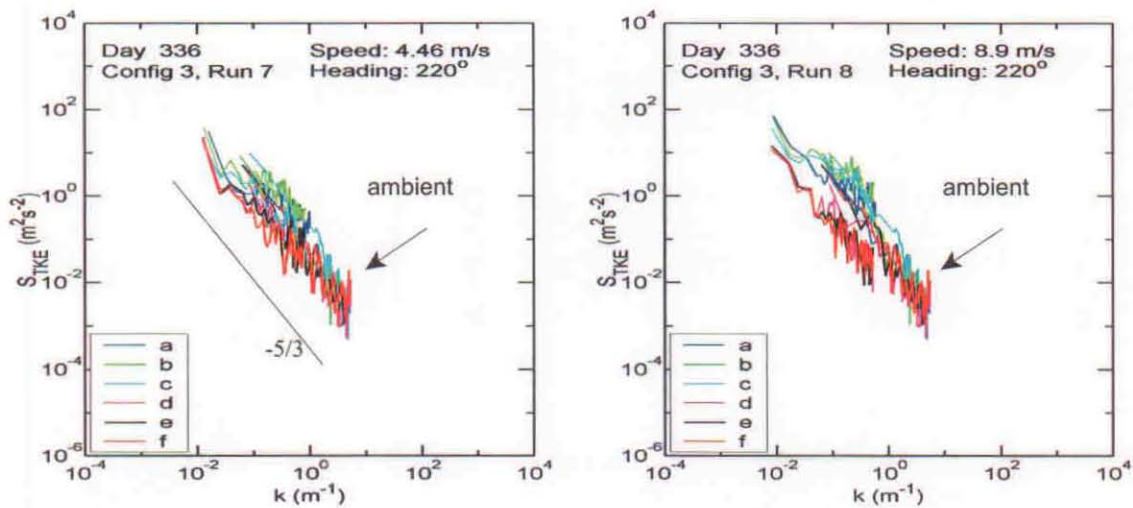 Day 336 Speed: 4.46 m/s
Config 3, Run 7 Heading: 220°
10^4
10^2
10^0
10^-2
10^-4
10^-6
S_TKE (m²s⁻²)
ambient
-5/3
a
b
c
d
e
f
10^-4 10^-2 10^0 10^2 10^4
k (m⁻¹)
Day 336 Speed: 8.9 m/s
Config 3, Run 8 Heading: 220°
10^4
10^2
10^0
10^-2
10^-4
10^-6
S_TKE (m²s⁻²)
ambient
a
b
c
d
e
f
10^-4 10^-2 10^0 10^2 10^4
k (m⁻¹)